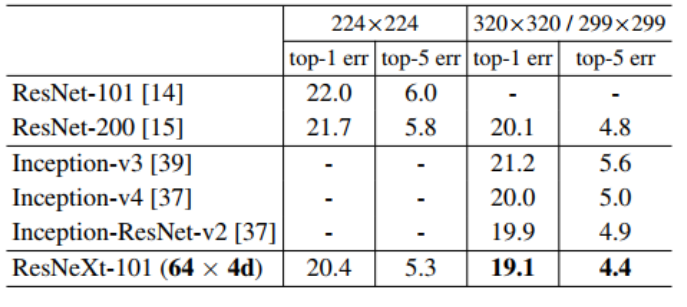 224×224 320×320 / 299×299
top-1 err top-5 err top-1 err top-5 err
ResNet-101 [14] 22.0 6.0 - -
ResNet-200 [15] 21.7 5.8 20.1 4.8
Inception-v3 [39] - - 21.2 5.6
Inception-v4 [37] - - 20.0 5.0
Inception-ResNet-v2 [37] - - 19.9 4.9
ResNeXt-101 (64 × 4d) 20.4 5.3 19.1 4.4